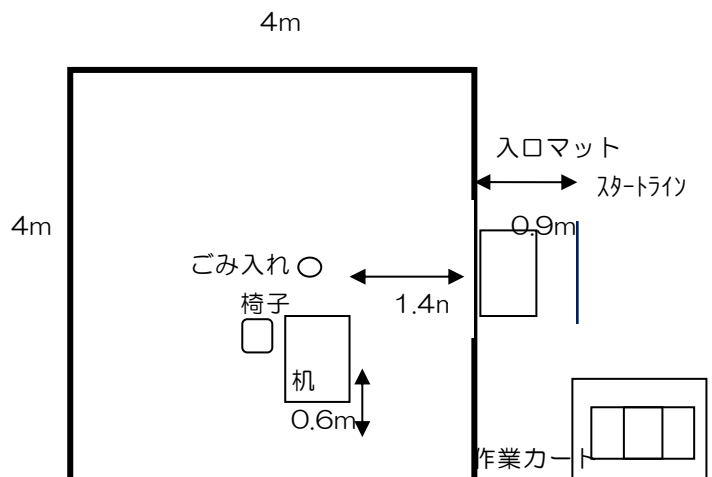 4m
入口マット
スタートライン
4m
0.9m
ごみ入れ
椅子
1.4n
机
0.6m
作業カート